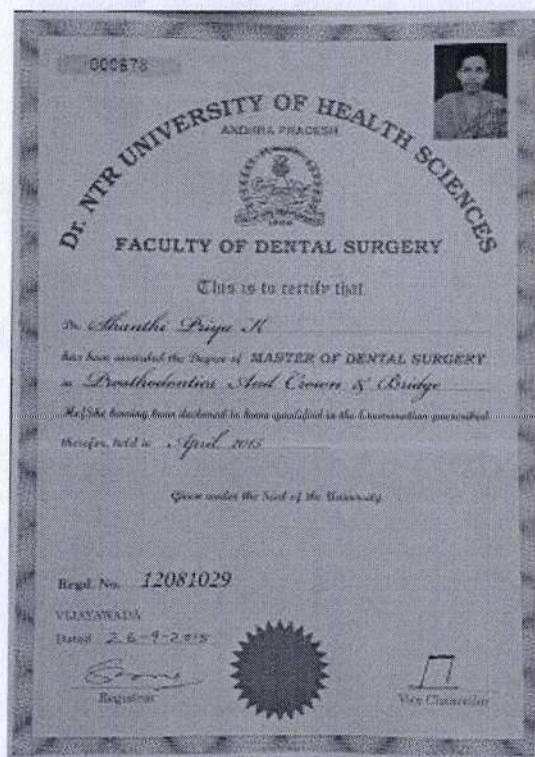 000678
Dr. NTR UNIVERSITY OF HEALTH SCIENCES
ANDHRA PRADESH
FACULTY OF DENTAL SURGERY
This is to certify that
Dr. Shanthi Priya K
has been awarded the Degree of MASTER OF DENTAL SURGERY
in Prosthodontics And Crown & Bridge
He/She having been declared to have qualified in the Examination prescribed
therefor, held in April 2015
Given under the Seal of the University
Regd. No. 12081029
VIJAYAWADA
Dated 26-9-2015
Registrar
Vice Chancellor